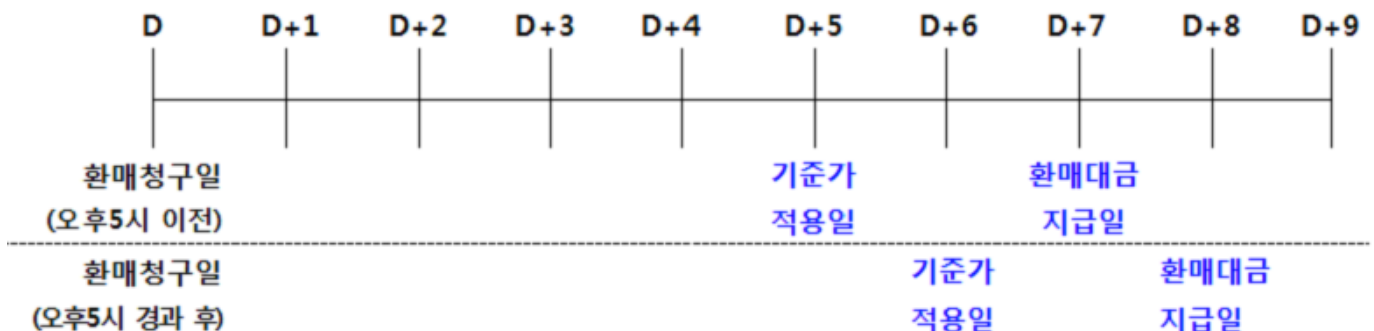 D D+1 D+2 D+3 D+4 D+5 D+6 D+7 D+8 D+9
환매청구일 기준가 환매대금
(오후5시 이전) 적용일 지급일
환매청구일 기준가 환매대금
(오후5시 경과 후) 적용일 지급일